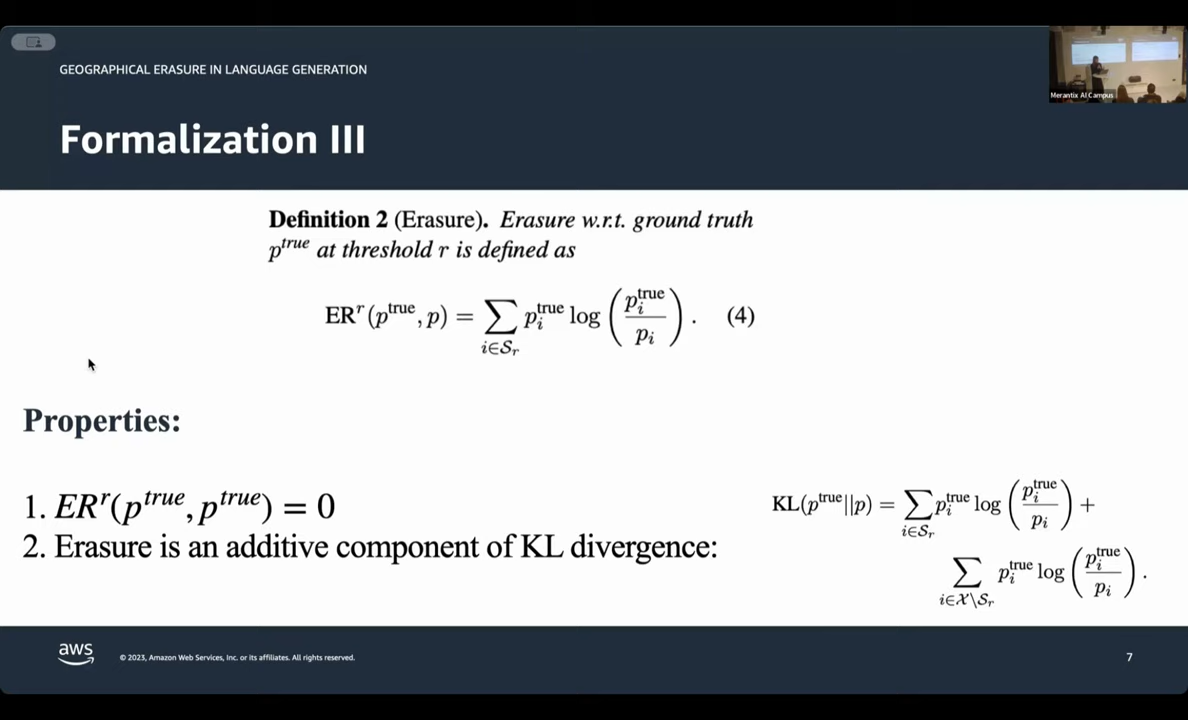 GEOGRAPHICAL ERASURE IN LANGUAGE GENERATION
Merantix AI Campus
Formalization III
Definition 2 (Erasure). Erasure w.r.t. ground truth
p^true at threshold r is defined as
ER^r(p^true, p) = ∑_{i∈S_r} p_i^true log (p_i^true / p_i). (4)
Properties:
1. ER^r(p^true, p^true) = 0
2. Erasure is an additive component of KL divergence:
KL(p^true||p) = ∑_{i∈S_r} p_i^true log (p_i^true / p_i) +
∑_{i∈X\S_r} p_i^true log (p_i^true / p_i).
aws
© 2023, Amazon Web Services, Inc. or its affiliates. All rights reserved.
7